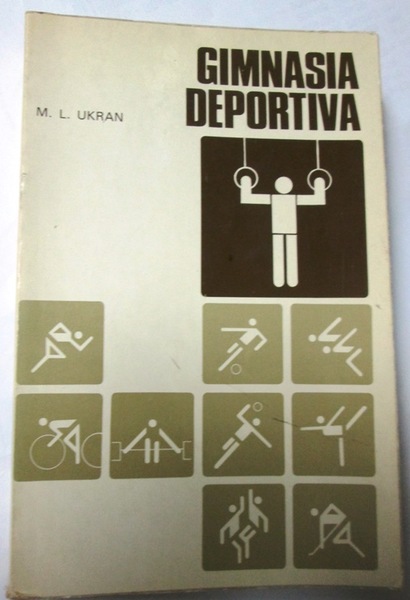 GIMNASIA
DEPORTIVA
M. L. UKRAN